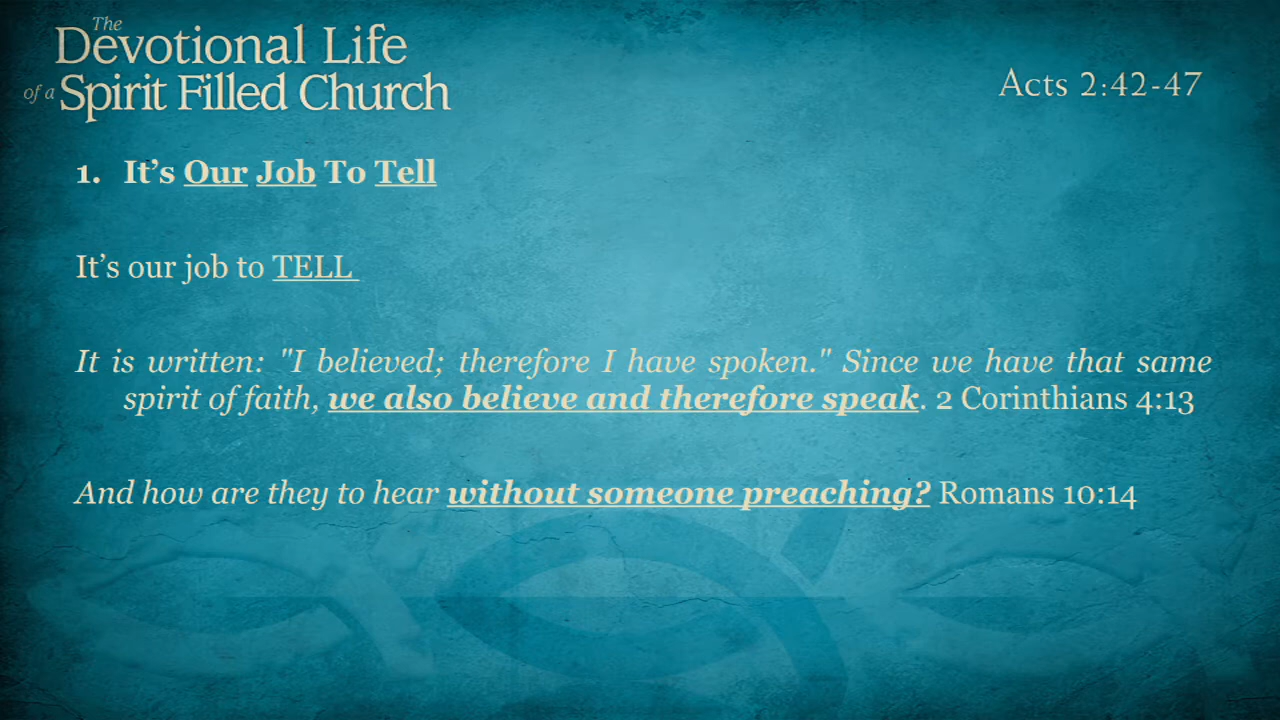 The
Devotional Life
of a Spirit Filled Church
Acts 2:42-47
1. It’s Our Job To Tell
It’s our job to TELL
It is written: "I believed; therefore I have spoken." Since we have that same
spirit of faith, we also believe and therefore speak. 2 Corinthians 4:13
And how are they to hear without someone preaching? Romans 10:14